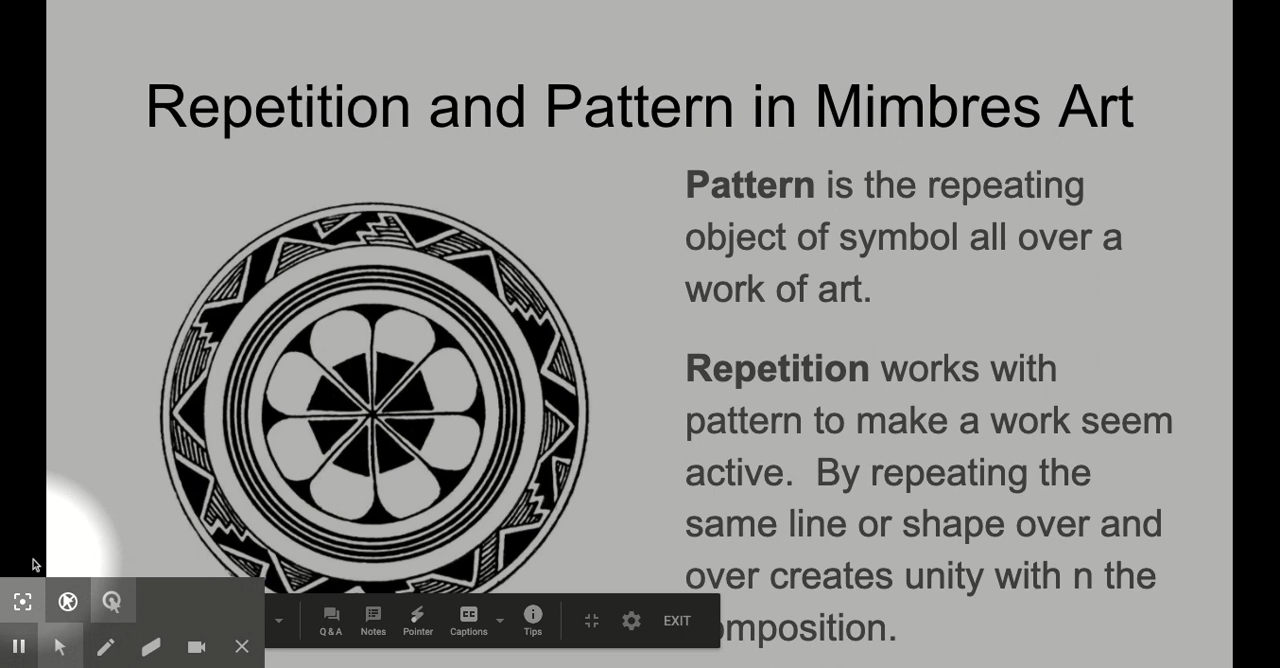 Repetition and Pattern in Mimbres Art
Pattern is the repeating
object of symbol all over a
work of art.
Repetition works with
pattern to make a work seem
active.  By repeating the
same line or shape over and
over creates unity with n the
omposition.
Q & A Notes Pointer CC Captions Tips EXIT